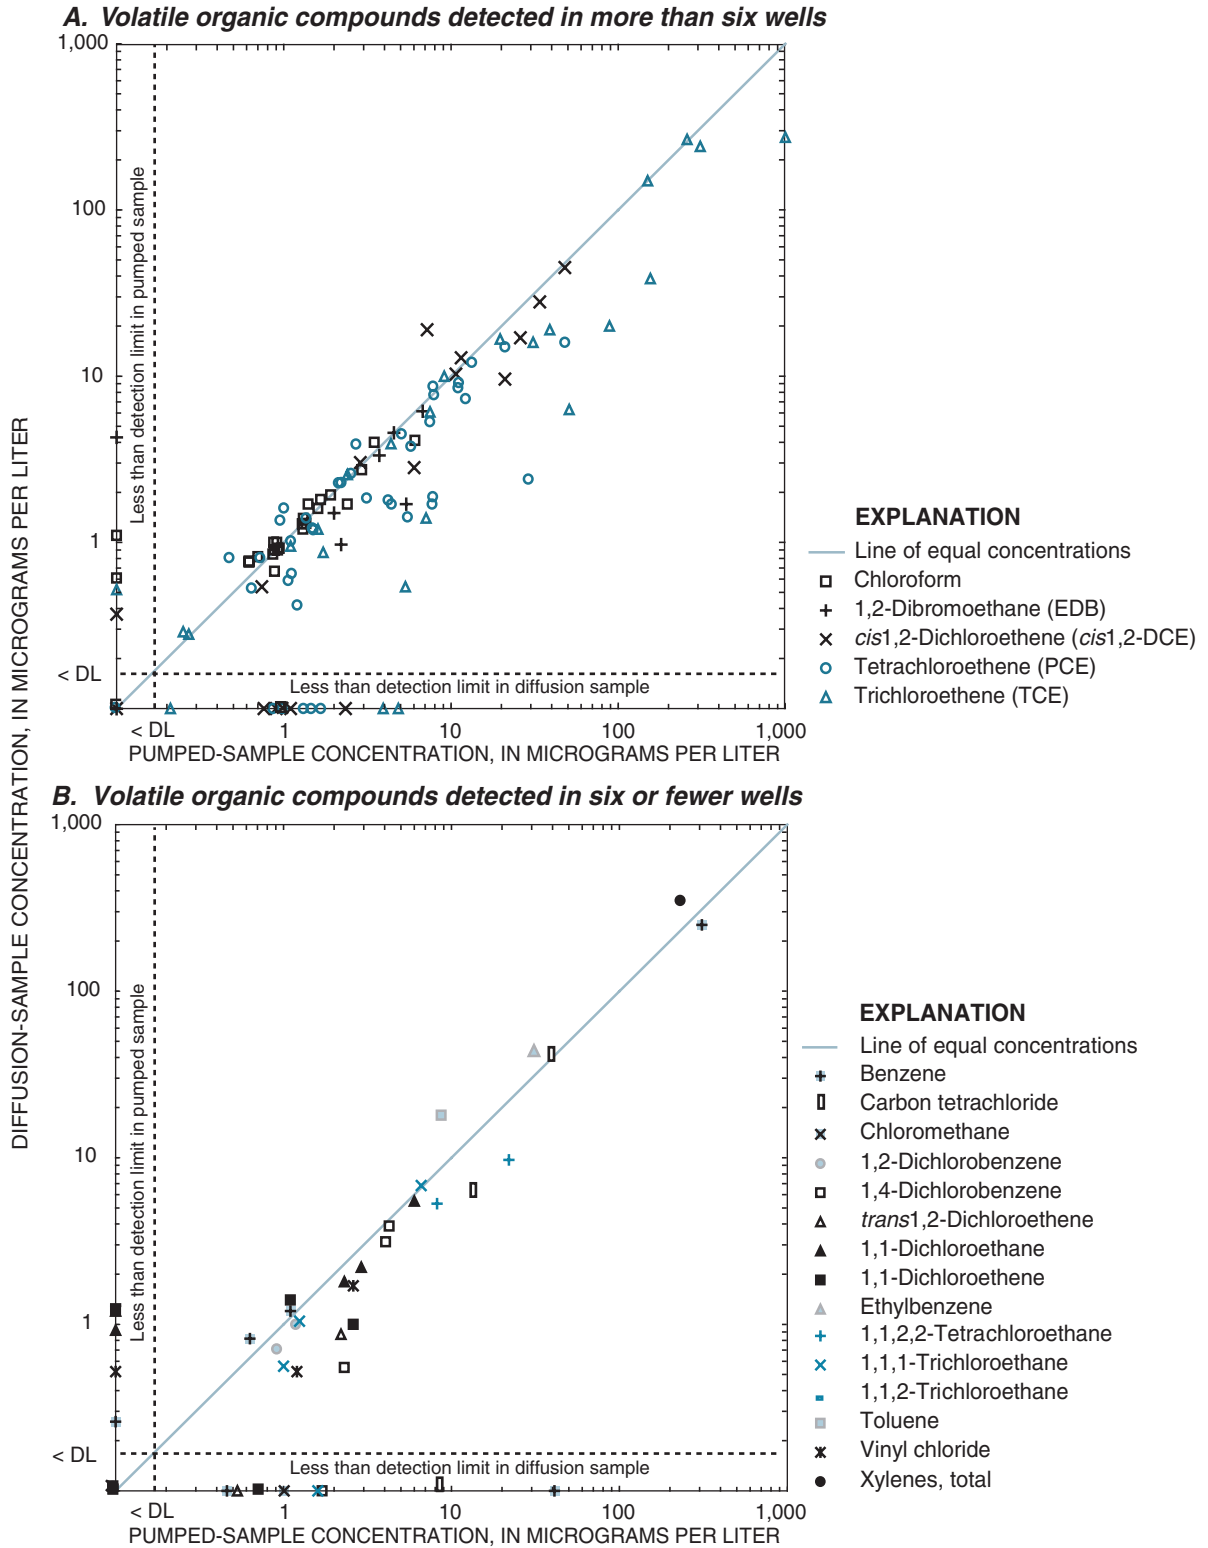 A. Volatile organic compounds detected in more than six wells
1,000
100
10
1
< DL
Less than detection limit in pumped sample
Less than detection limit in diffusion sample
< DL
1
10
100
1,000
PUMPED-SAMPLE CONCENTRATION, IN MICROGRAMS PER LITER
EXPLANATION
Line of equal concentrations
Chloroform
1,2-Dibromoethane (EDB)
cis1,2-Dichloroethene (cis1,2-DCE)
Tetrachloroethene (PCE)
Trichloroethene (TCE)
DIFFUSION-SAMPLE CONCENTRATION, IN MICROGRAMS PER LITER
B. Volatile organic compounds detected in six or fewer wells
1,000
100
10
1
< DL
Less than detection limit in pumped sample
Less than detection limit in diffusion sample
< DL
1
10
100
1,000
PUMPED-SAMPLE CONCENTRATION, IN MICROGRAMS PER LITER
EXPLANATION
Line of equal concentrations
Benzene
Carbon tetrachloride
Chloromethane
1,2-Dichlorobenzene
1,4-Dichlorobenzene
trans1,2-Dichloroethene
1,1-Dichloroethane
1,1-Dichloroethene
Ethylbenzene
1,1,2,2-Tetrachloroethane
1,1,1-Trichloroethane
1,1,2-Trichloroethane
Toluene
Vinyl chloride
Xylenes, total